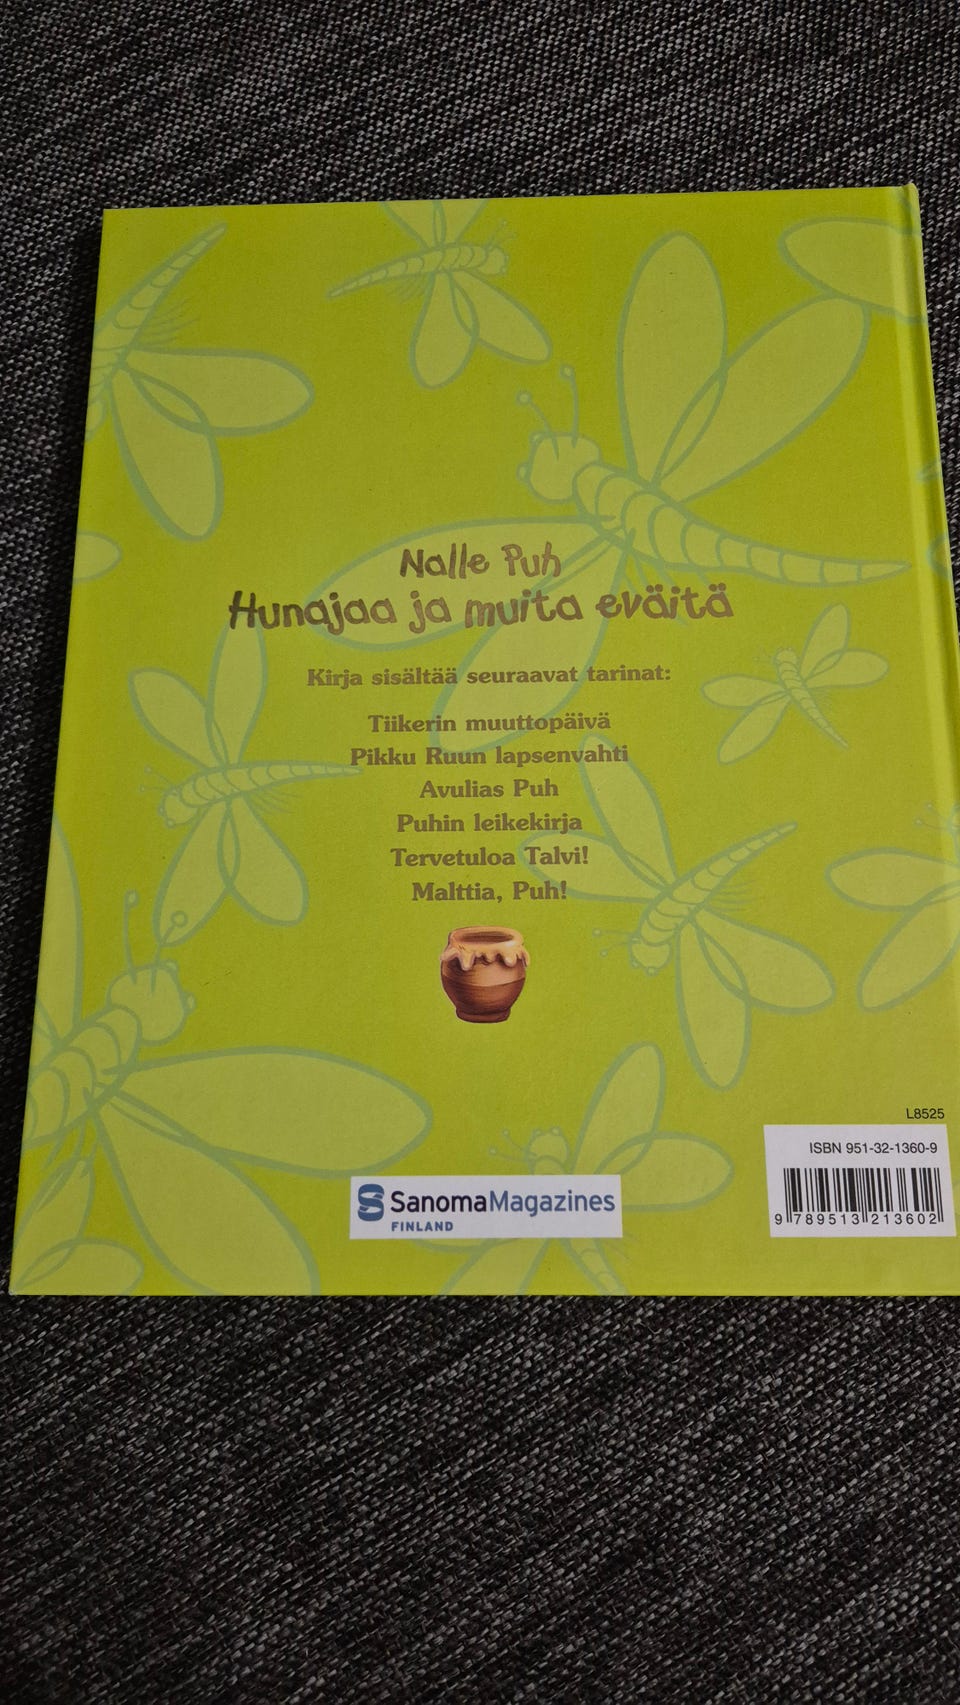 Nalle Puh
Hunajaa ja muita eväitä
Kirja sisältää seuraavat tarinat:
Tiikerin muuttopäivä
Pikku Ruun lapsenvahti
Avulias Puh
Puhin leikekirja
Tervetuloa Talvi!
Malttia, Puh!
L8525
ISBN 951-32-1360-9
9 789513 213602
SanomaMagazines
FINLAND